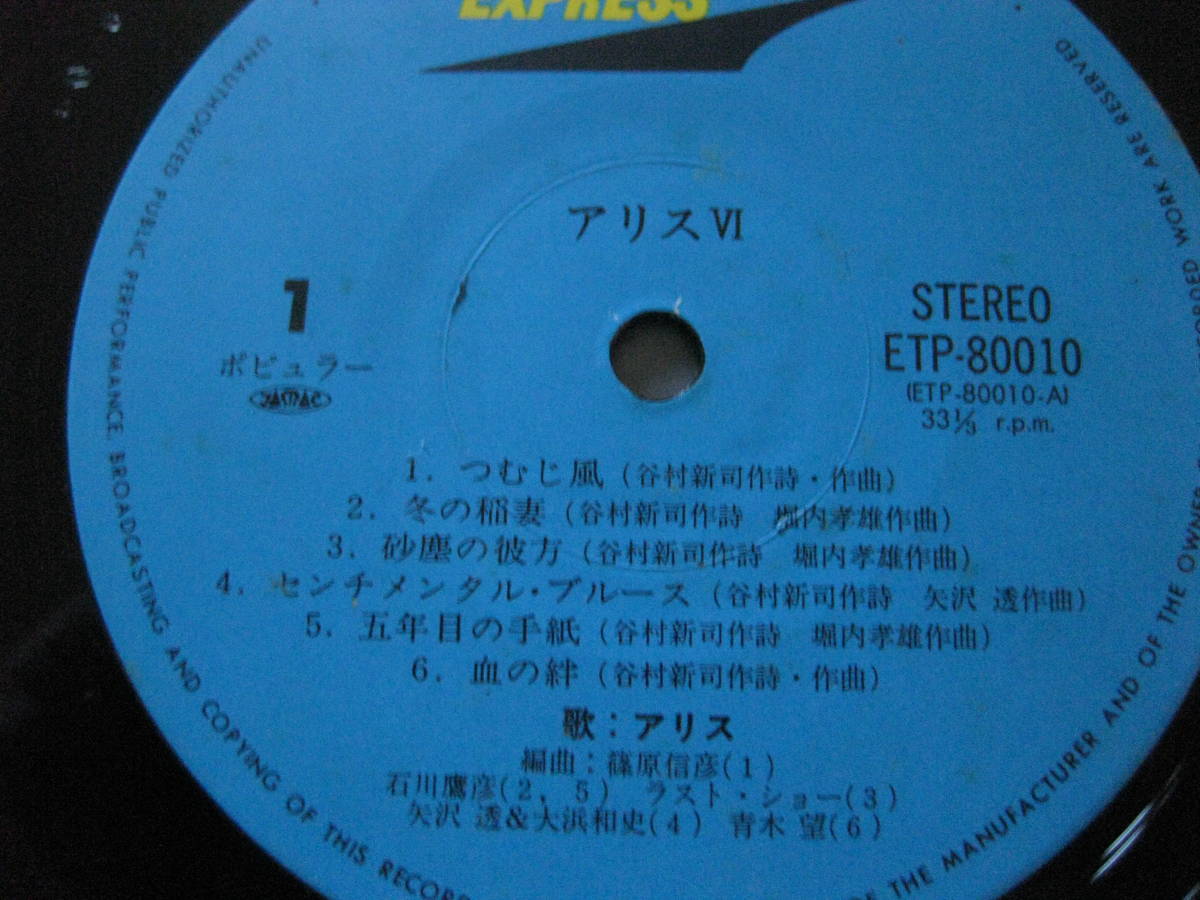 EXPRESS
アリスⅥ
1
ポピュラー
STEREO
ETP-80010
(ETP-80010-A)
33⅓ r.p.m.
1. つむじ風 (谷村新司作詩・作曲)
2. 冬の稲妻 (谷村新司作詩 堀内孝雄作曲)
3. 砂塵の彼方 (谷村新司作詩 堀内孝雄作曲)
4. センチメンタル・ブルース (谷村新司作詩 矢沢 透作曲)
5. 五年目の手紙 (谷村新司作詩 堀内孝雄作曲)
6. 血の絆 (谷村新司作詩・作曲)
歌：アリス
編曲：篠原信彦(1)
石川鷹彦(2, 5) ラスト・ショー(3)
矢沢 透&大浜和史(4) 青木 望(6)
UNAUTHORIZED PUBLIC PERFORMANCE, BROADCASTING AND COPYING OF THIS RECORD
THE MANUFACTURER AND OF THE OWNER
WORK ARE RESERVED